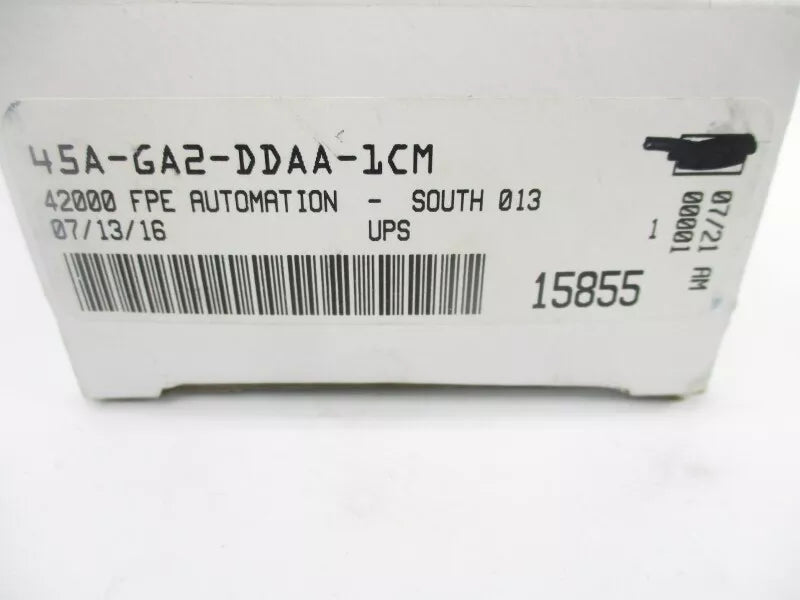 45A-GA2-DDAA-1CM
42000 FPE AUTOMATION - SOUTH 013
07/13/16 UPS 1
15855
07/21 AM
00001